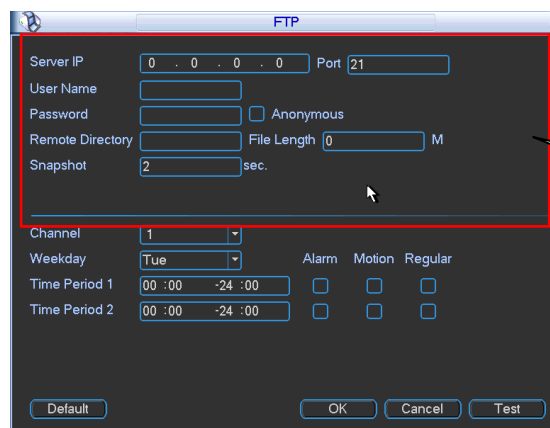 FTP
Server IP 0 . 0 . 0 . 0 Port 21
User Name
Password Anonymous
Remote Directory File Length 0 M
Snapshot 2 sec.
Channel 1
Weekday Tue Alarm Motion Regular
Time Period 1 00 :00 -24 :00
Time Period 2 00 :00 -24 :00
Default OK Cancel Test